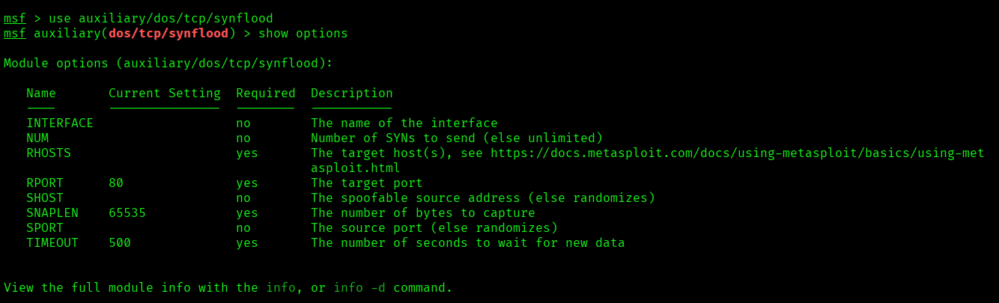 msf > use auxiliary/dos/tcp/synflood
msf auxiliary(dos/tcp/synflood) > show options
Module options (auxiliary/dos/tcp/synflood):
Name Current Setting Required Description
---- --------------- -------- -----------
INTERFACE no The name of the interface
NUM no Number of SYNs to send (else unlimited)
RHOSTS yes The target host(s), see https://docs.metasploit.com/docs/using-metasploit/basics/using-met
asploit.html
RPORT 80 yes The target port
SHOST no The spoofable source address (else randomizes)
SNAPLEN 65535 yes The number of bytes to capture
SPORT no The source port (else randomizes)
TIMEOUT 500 yes The number of seconds to wait for new data
View the full module info with the info, or info -d command.